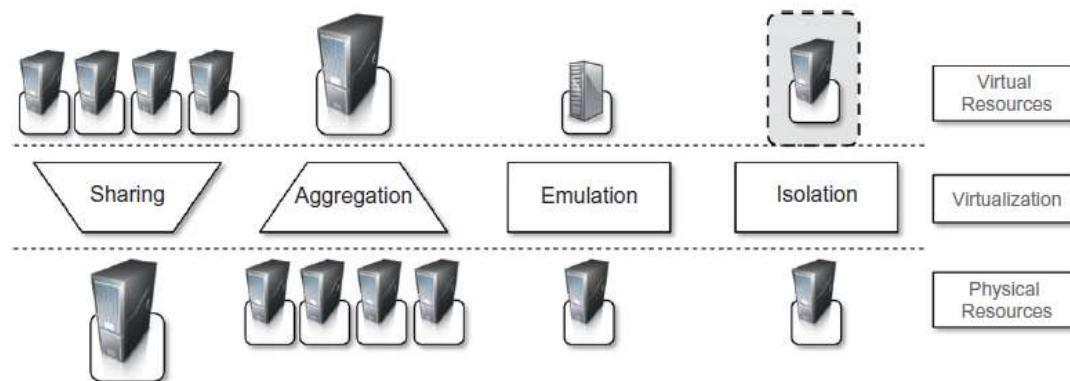 Virtual
Resources
Sharing
Aggregation
Emulation
Isolation
Virtualization
Physical
Resources